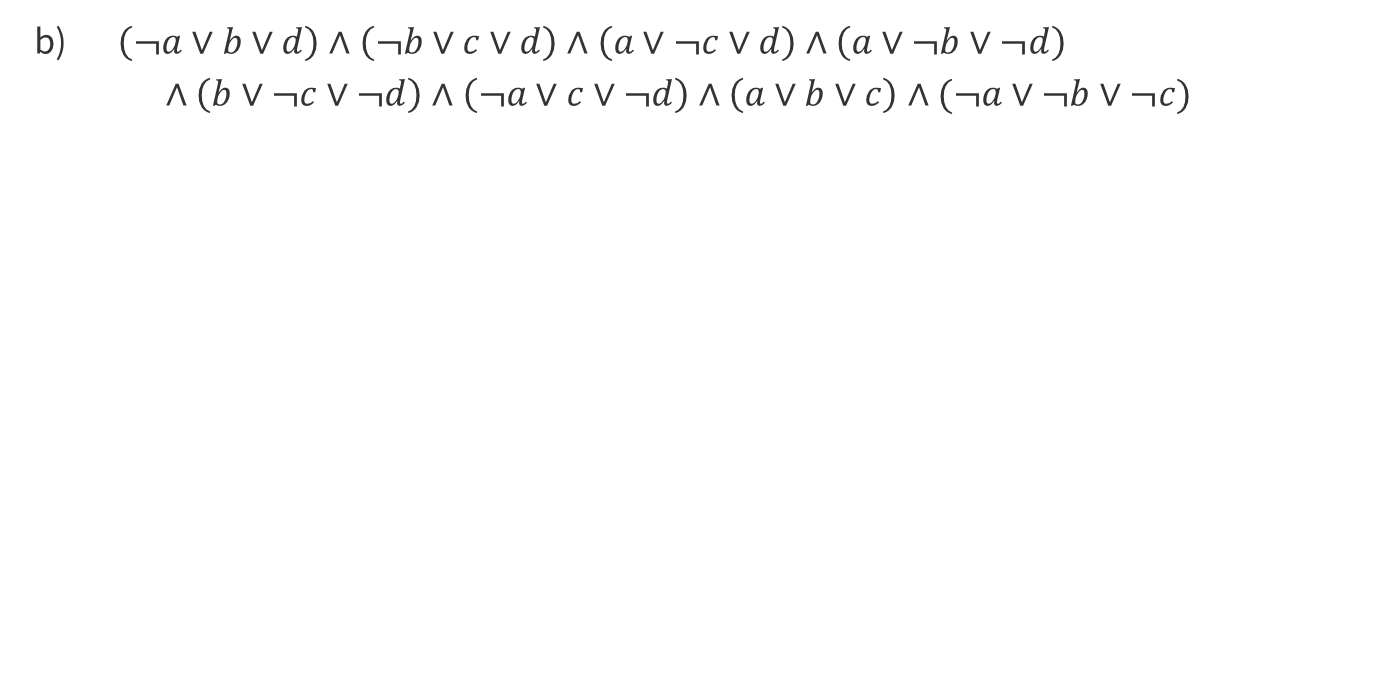 b) (¬a ∨ b ∨ d) ∧ (¬b ∨ c ∨ d) ∧ (a ∨ ¬c ∨ d) ∧ (a ∨ ¬b ∨ ¬d)
∧ (b ∨ ¬c ∨ ¬d) ∧ (¬a ∨ c ∨ ¬d) ∧ (a ∨ b ∨ c) ∧ (¬a ∨ ¬b ∨ ¬c)